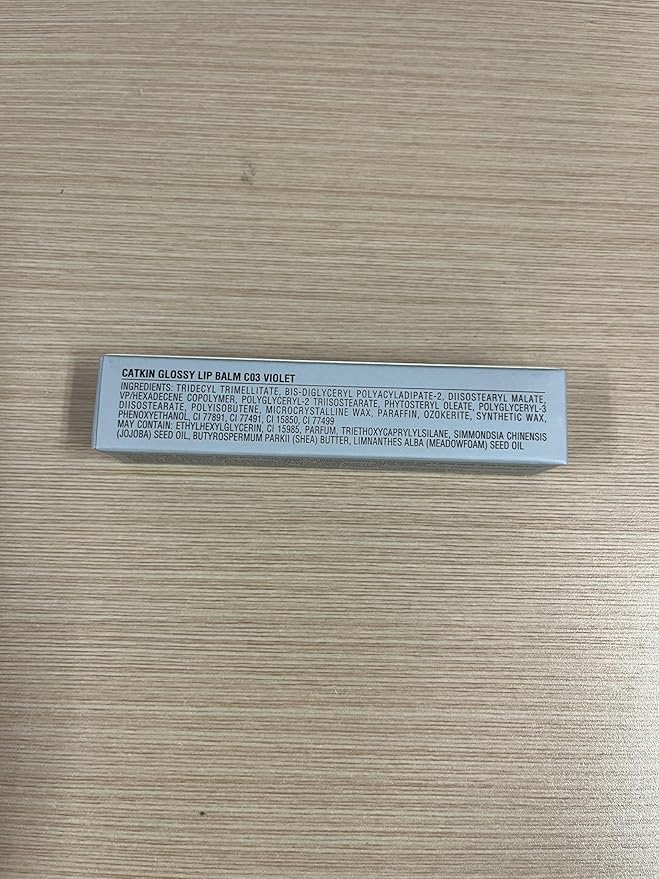 CATKIN GLOSSY LIP BALM C03 VIOLET
INGREDIENTS: TRIDECYL TRIMELLITATE, BIS-DIGLYCERYL POLYACYLADIPATE-2, DIISOSTEARYL MALATE,
VP/HEXADECENE COPOLYMER, POLYGLYCERYL-2 TRIISOSTEARATE, PHYTOSTERYL OLEATE, POLYGLYCERYL-3
DIISOSTEARATE, POLYISOBUTENE, MICROCRYSTALLINE WAX, PARAFFIN, OZOKERITE, SYNTHETIC WAX,
PHENOXYETHANOL, CI 77891, CI 77491, CI 15850, CI 77499
MAY CONTAIN: ETHYLHEXYLGLYCERIN, CI 15985, PARFUM, TRIETHOXYCAPRYLYLSILANE, SIMMONDSIA CHINENSIS
(JOJOBA) SEED OIL, BUTYROSPERMUM PARKII (SHEA) BUTTER, LIMNANTHES ALBA (MEADOWFOAM) SEED OIL